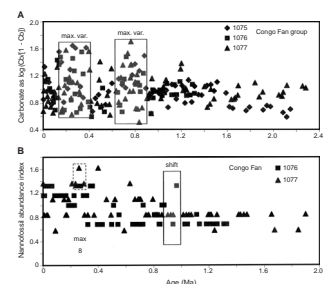 A
max. var.
max. var.
1075
1076
1077
Congo Fan group
Carbonate as log[Cb/[1 - Cb]]
2.0
1.6
1.2
0.8
0.4
0
0.4
0.8
1.2
1.6
2.0
2.4
B
shift
Congo Fan
1076
1077
Nannofossil abundance index
1.6
1.2
0.8
0.4
0
max
8
0
0.4
0.8
1.2
1.6
2.0
Age (Ma)